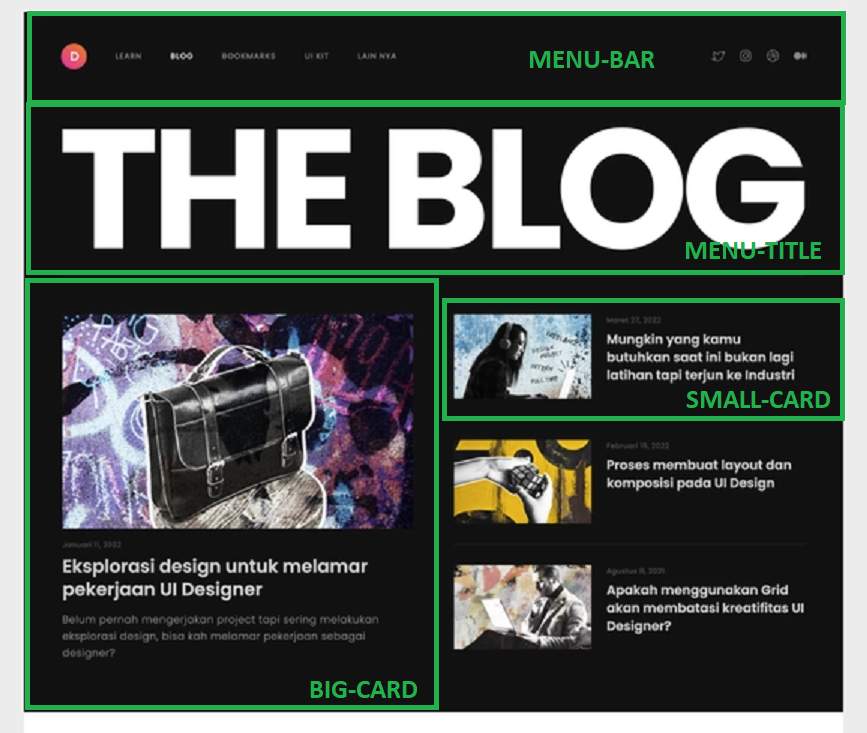 D
LEARN
BLOG
BOOKMARKS
UI KIT
LAIN NYA
MENU-BAR
THE BLOG
MENU-TITLE
Januari 11, 2022
Eksplorasi design untuk melamar
pekerjaan UI Designer
Belum pernah mengerjakan project tapi sering melakukan
eksplorasi design, bisa kah melamar pekerjaan sebagai
designer?
BIG-CARD
Maret 27, 2022
Mungkin yang kamu
butuhkan saat ini bukan lagi
latihan tapi terjun ke Industri
SMALL-CARD
Februari 15, 2022
Proses membuat layout dan
komposisi pada UI Design
Agustus 11, 2021
Apakah menggunakan Grid
akan membatasi kreatifitas UI
Designer?